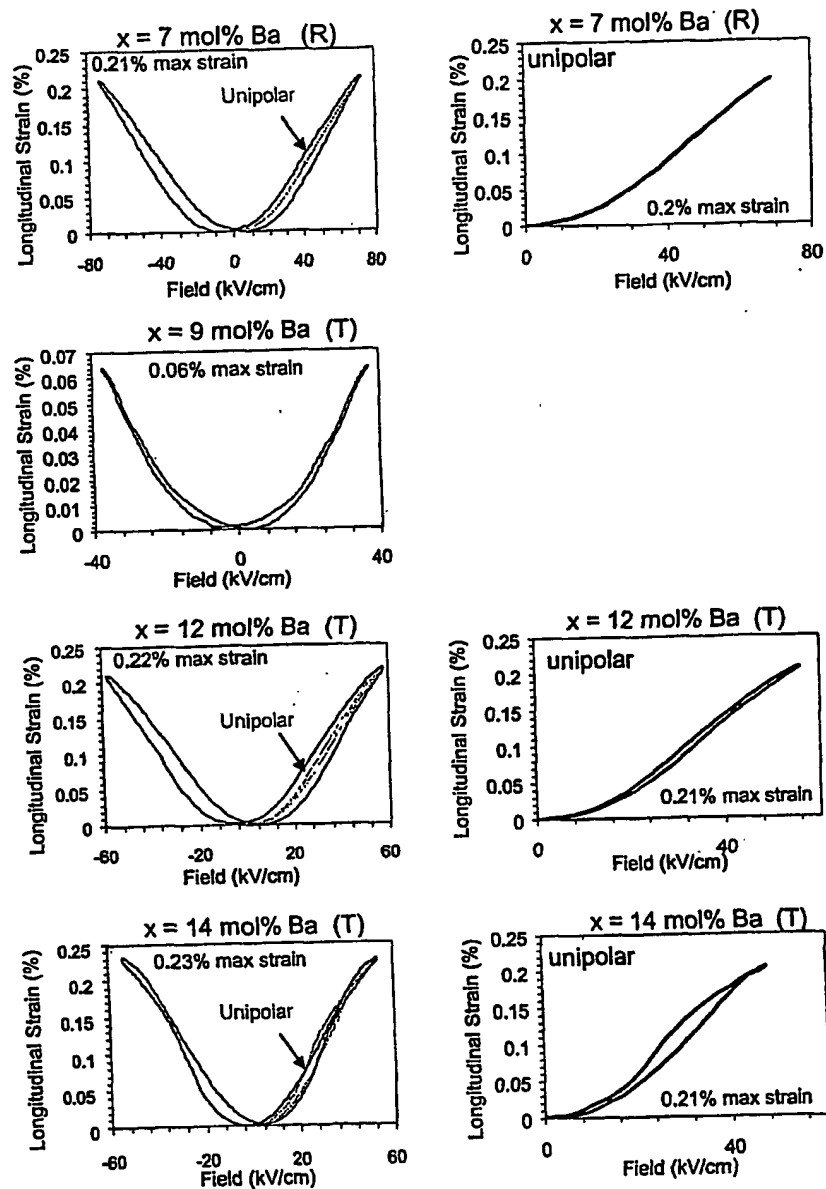 x = 7 mol% Ba (R)
0.21% max strain
Unipolar
Longitudinal Strain (%)
0.25
0.2
0.15
0.1
0.05
0
-80
-40
0
40
80
Field (kV/cm)
x = 7 mol% Ba (R)
unipolar
0.2% max strain
Longitudinal Strain (%)
0.25
0.2
0.15
0.1
0.05
0
0
40
80
Field (kV/cm)
x = 9 mol% Ba (T)
0.06% max strain
Longitudinal Strain (%)
0.07
0.06
0.05
0.04
0.03
0.02
0.01
0
-40
0
40
Field (kV/cm)
x = 12 mol% Ba (T)
0.22% max strain
Unipolar
Longitudinal Strain (%)
0.25
0.2
0.15
0.1
0.05
0
-60
-20
20
60
Field (kV/cm)
x = 12 mol% Ba (T)
unipolar
0.21% max strain
Longitudinal Strain (%)
0.25
0.2
0.15
0.1
0.05
0
0
40
Field (kV/cm)
x = 14 mol% Ba (T)
0.23% max strain
Unipolar
Longitudinal Strain (%)
0.25
0.2
0.15
0.1
0.05
0
-60
-20
20
60
Field (kV/cm)
x = 14 mol% Ba (T)
unipolar
0.21% max strain
Longitudinal Strain (%)
0.25
0.2
0.15
0.1
0.05
0
0
40
Field (kV/cm)